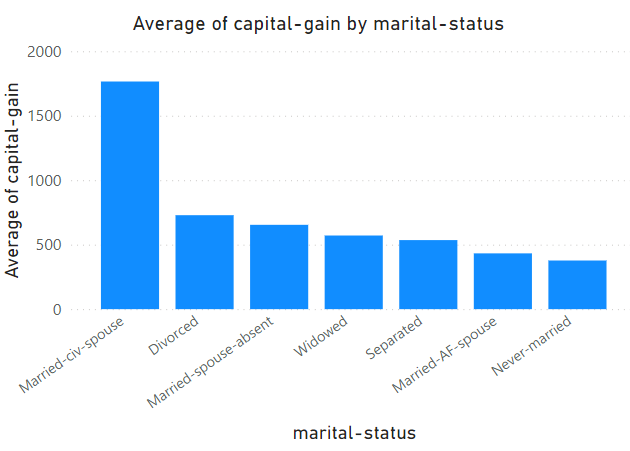 Average of capital-gain by marital-status
Average of capital-gain
2000
1500
1000
500
0
Married-civ-spouse
Divorced
Married-spouse-absent
Widowed
Separated
Married-AF-spouse
Never-married
marital-status